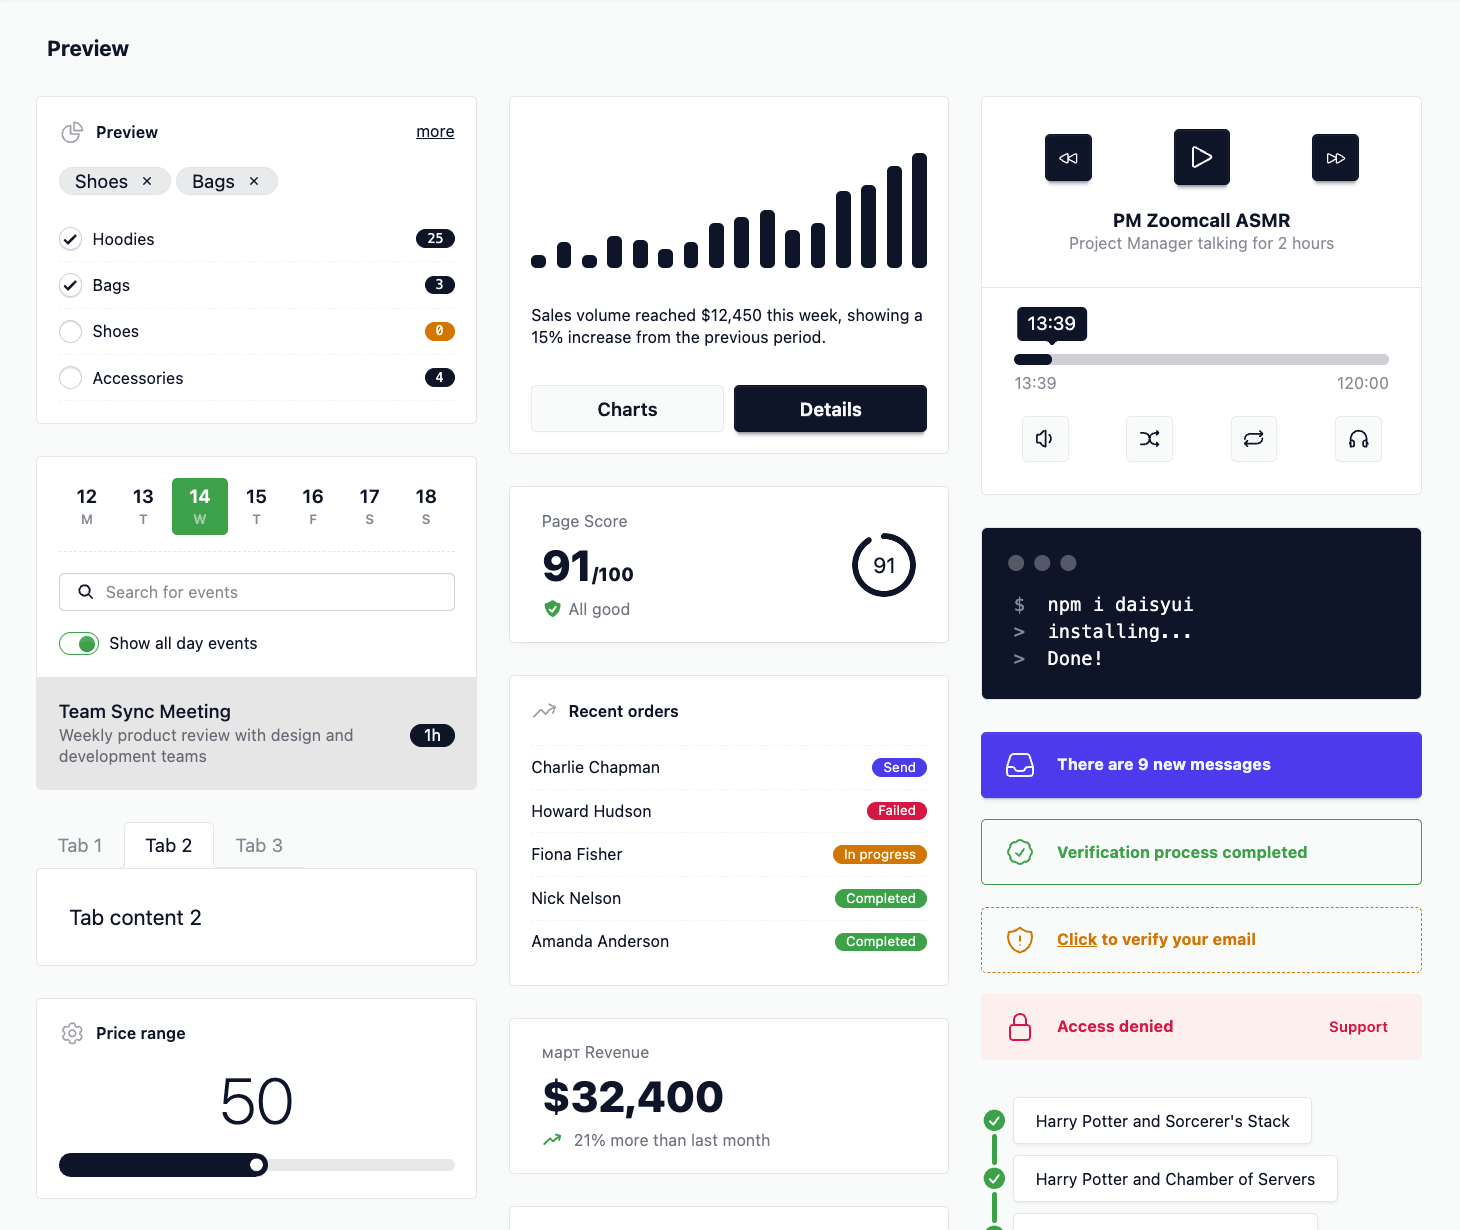 Preview
Preview
more
Shoes ×
Bags ×
Hoodies
25
Bags
3
Shoes
0
Accessories
4
12 13 14 15 16 17 18
M T W T F S S
Search for events
Show all day events
Team Sync Meeting
Weekly product review with design and
development teams
1h
Tab 1
Tab 2
Tab 3
Tab content 2
Price range
50
Sales volume reached $12,450 this week, showing a
15% increase from the previous period.
Charts
Details
Page Score
91/100
All good
91
Recent orders
Charlie Chapman
Send
Howard Hudson
Failed
Fiona Fisher
In progress
Nick Nelson
Completed
Amanda Anderson
Completed
март Revenue
$32,400
21% more than last month
PM Zoomcall ASMR
Project Manager talking for 2 hours
13:39
13:39
120:00
$ npm i daisyui
> installing...
> Done!
There are 9 new messages
Verification process completed
Click to verify your email
Access denied
Support
Harry Potter and Sorcerer's Stack
Harry Potter and Chamber of Servers